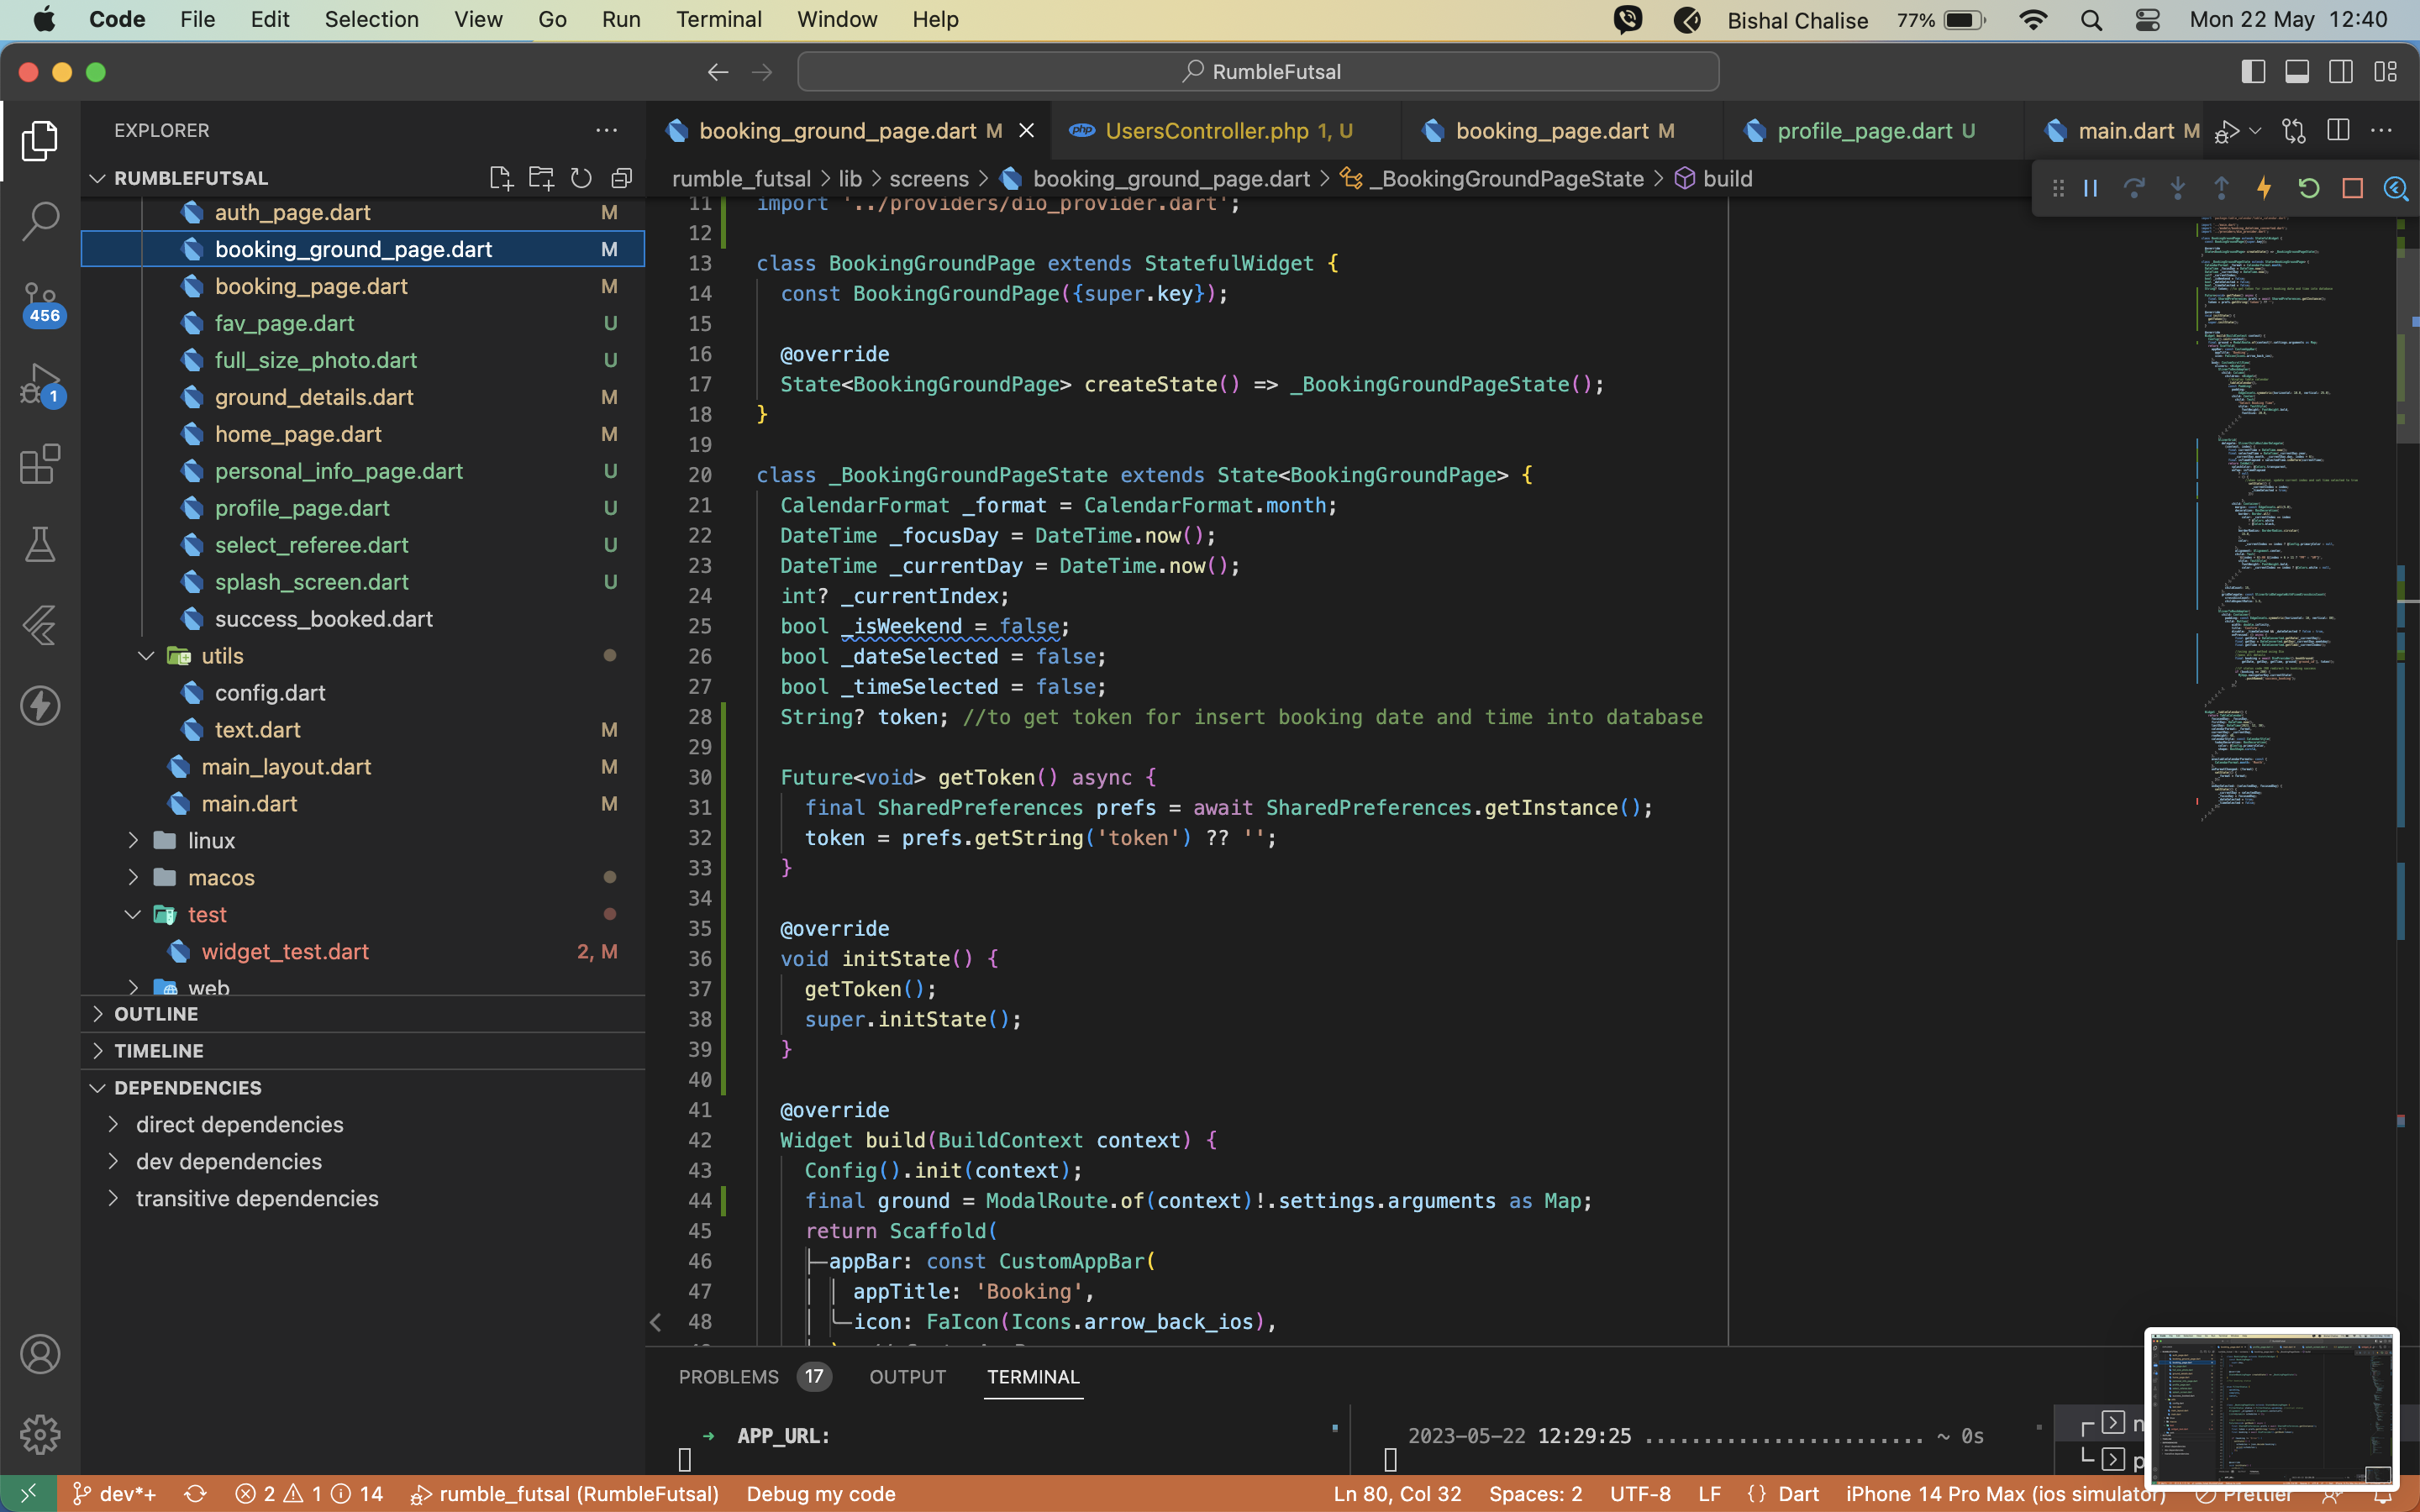 Code File Edit Selection View Go Run Terminal Window Help Bishal Chalise 77% Mon 22 May 12:40
RumbleFutsal
EXPLORER
RUMBLEFUTSAL
auth_page.dart M
booking_ground_page.dart M
booking_page.dart M
fav_page.dart U
full_size_photo.dart U
ground_details.dart M
home_page.dart M
personal_info_page.dart U
profile_page.dart U
select_referee.dart U
splash_screen.dart U
success_booked.dart
utils
config.dart
text.dart M
main_layout.dart M
main.dart M
linux
macos
test
widget_test.dart 2, M
web
OUTLINE
TIMELINE
DEPENDENCIES
direct dependencies
dev dependencies
transitive dependencies
456
1
booking_ground_page.dart M UsersController.php 1, U booking_page.dart M profile_page.dart U main.dart M
rumble_futsal > lib > screens > booking_ground_page.dart > _BookingGroundPageState > build
11 import '../providers/dio_provider.dart';
12
13 class BookingGroundPage extends StatefulWidget {
14 const BookingGroundPage({super.key});
15
16 @override
17 State<BookingGroundPage> createState() => _BookingGroundPageState();
18 }
19
20 class _BookingGroundPageState extends State<BookingGroundPage> {
21 CalendarFormat _format = CalendarFormat.month;
22 DateTime _focusDay = DateTime.now();
23 DateTime _currentDay = DateTime.now();
24 int? _currentIndex;
25 bool _isWeekend = false;
26 bool _dateSelected = false;
27 bool _timeSelected = false;
28 String? token; //to get token for insert booking date and time into database
29
30 Future<void> getToken() async {
31 final SharedPreferences prefs = await SharedPreferences.getInstance();
32 token = prefs.getString('token') ?? '';
33 }
34
35 @override
36 void initState() {
37 getToken();
38 super.initState();
39 }
40
41 @override
42 Widget build(BuildContext context) {
43 Config().init(context);
44 final ground = ModalRoute.of(context)!.settings.arguments as Map;
45 return Scaffold(
46 appBar: const CustomAppBar(
47 appTitle: 'Booking',
48 icon: FaIcon(Icons.arrow_back_ios),
PROBLEMS 17 OUTPUT TERMINAL
➜ APP_URL:
2023-05-22 12:29:25 ....................... ~ 0s
dev*+ 2 1 14 rumble_futsal (RumbleFutsal) Debug my code Ln 80, Col 32 Spaces: 2 UTF-8 LF {} Dart iPhone 14 Pro Max (ios simulator) Prettier